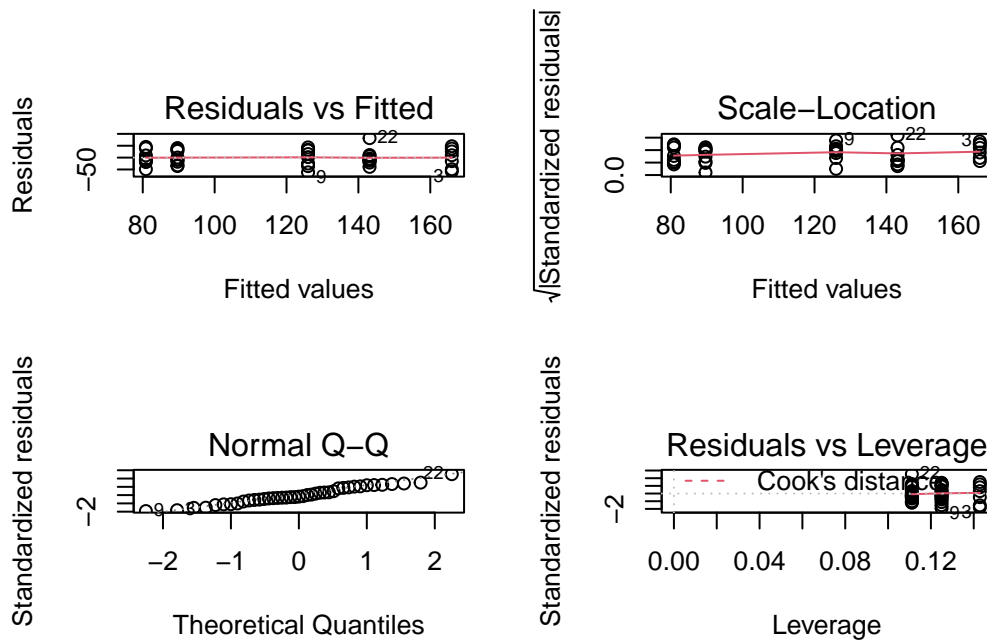 Residuals vs Fitted
Residuals
−50
22
9
3
80 100 120 140 160
Fitted values
Scale−Location
√|Standardized residuals|
0.0
9
22
3
80 100 120 140 160
Fitted values
Normal Q−Q
Standardized residuals
−2
22
9
3
−2 −1 0 1 2
Theoretical Quantiles
Residuals vs Leverage
Standardized residuals
−2
22
Cook's distance
9
3
0.00 0.04 0.08 0.12
Leverage